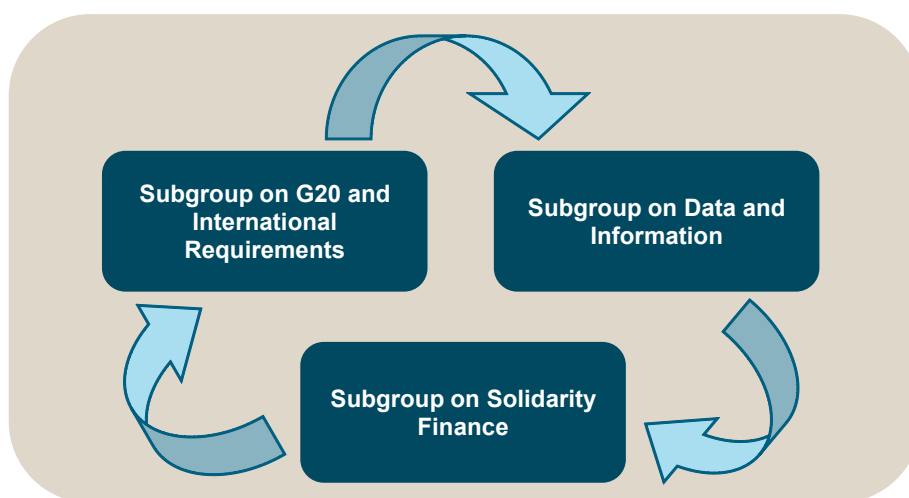 Subgroup on G20 and
International
Requirements
Subgroup on Data and
Information
Subgroup on Solidarity
Finance